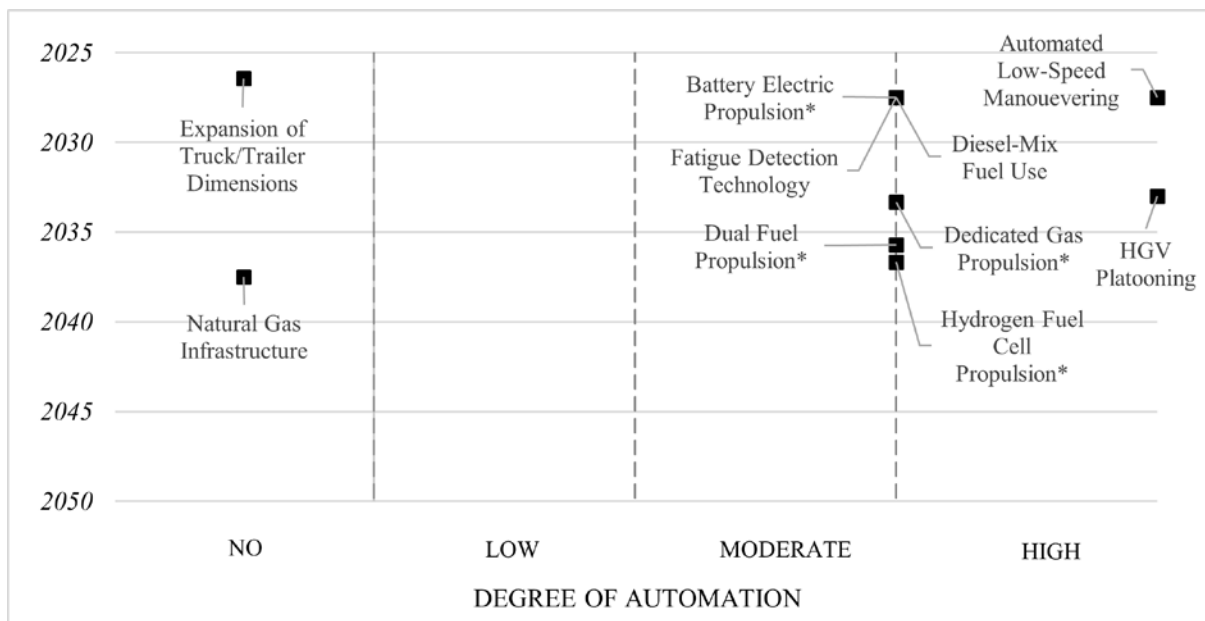 2025
2030
2035
2040
2045
2050
Expansion of
Truck/Trailer
Dimensions
Natural Gas
Infrastructure
Battery Electric
Propulsion*
Fatigue Detection
Technology
Diesel-Mix
Fuel Use
Dual Fuel
Propulsion*
Dedicated Gas
Propulsion*
Hydrogen Fuel
Cell
Propulsion*
Automated
Low-Speed
Manouevering
HGV
Platooning
NO
LOW
MODERATE
HIGH
DEGREE OF AUTOMATION